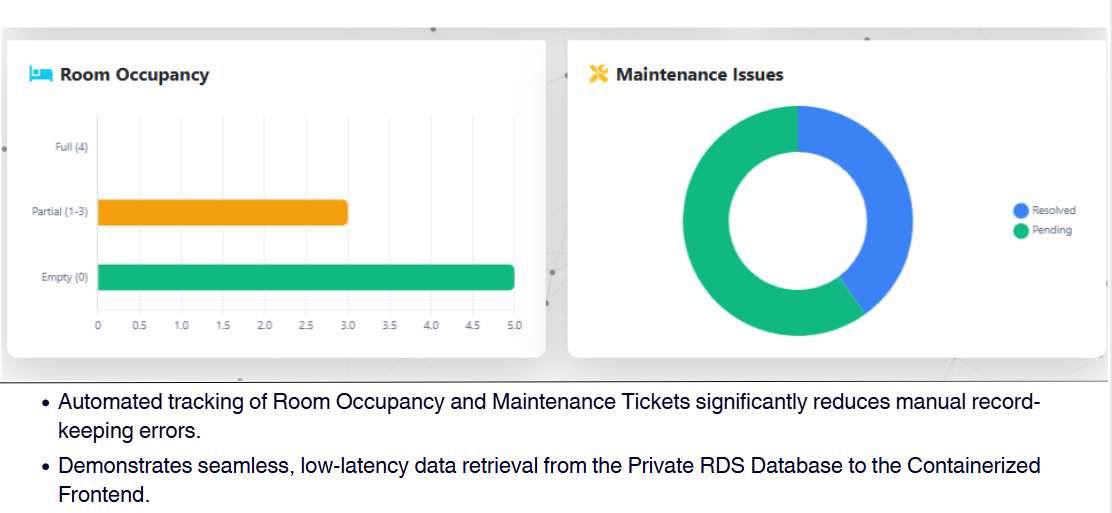 Room Occupancy
Full (4)
Partial (1-3)
Empty (0)
0 0.5 1.0 1.5 2.0 2.5 3.0 3.5 4.0 4.5 5.0
Maintenance Issues
Resolved
Pending
• Automated tracking of Room Occupancy and Maintenance Tickets significantly reduces manual record-
keeping errors.
• Demonstrates seamless, low-latency data retrieval from the Private RDS Database to the Containerized
Frontend.